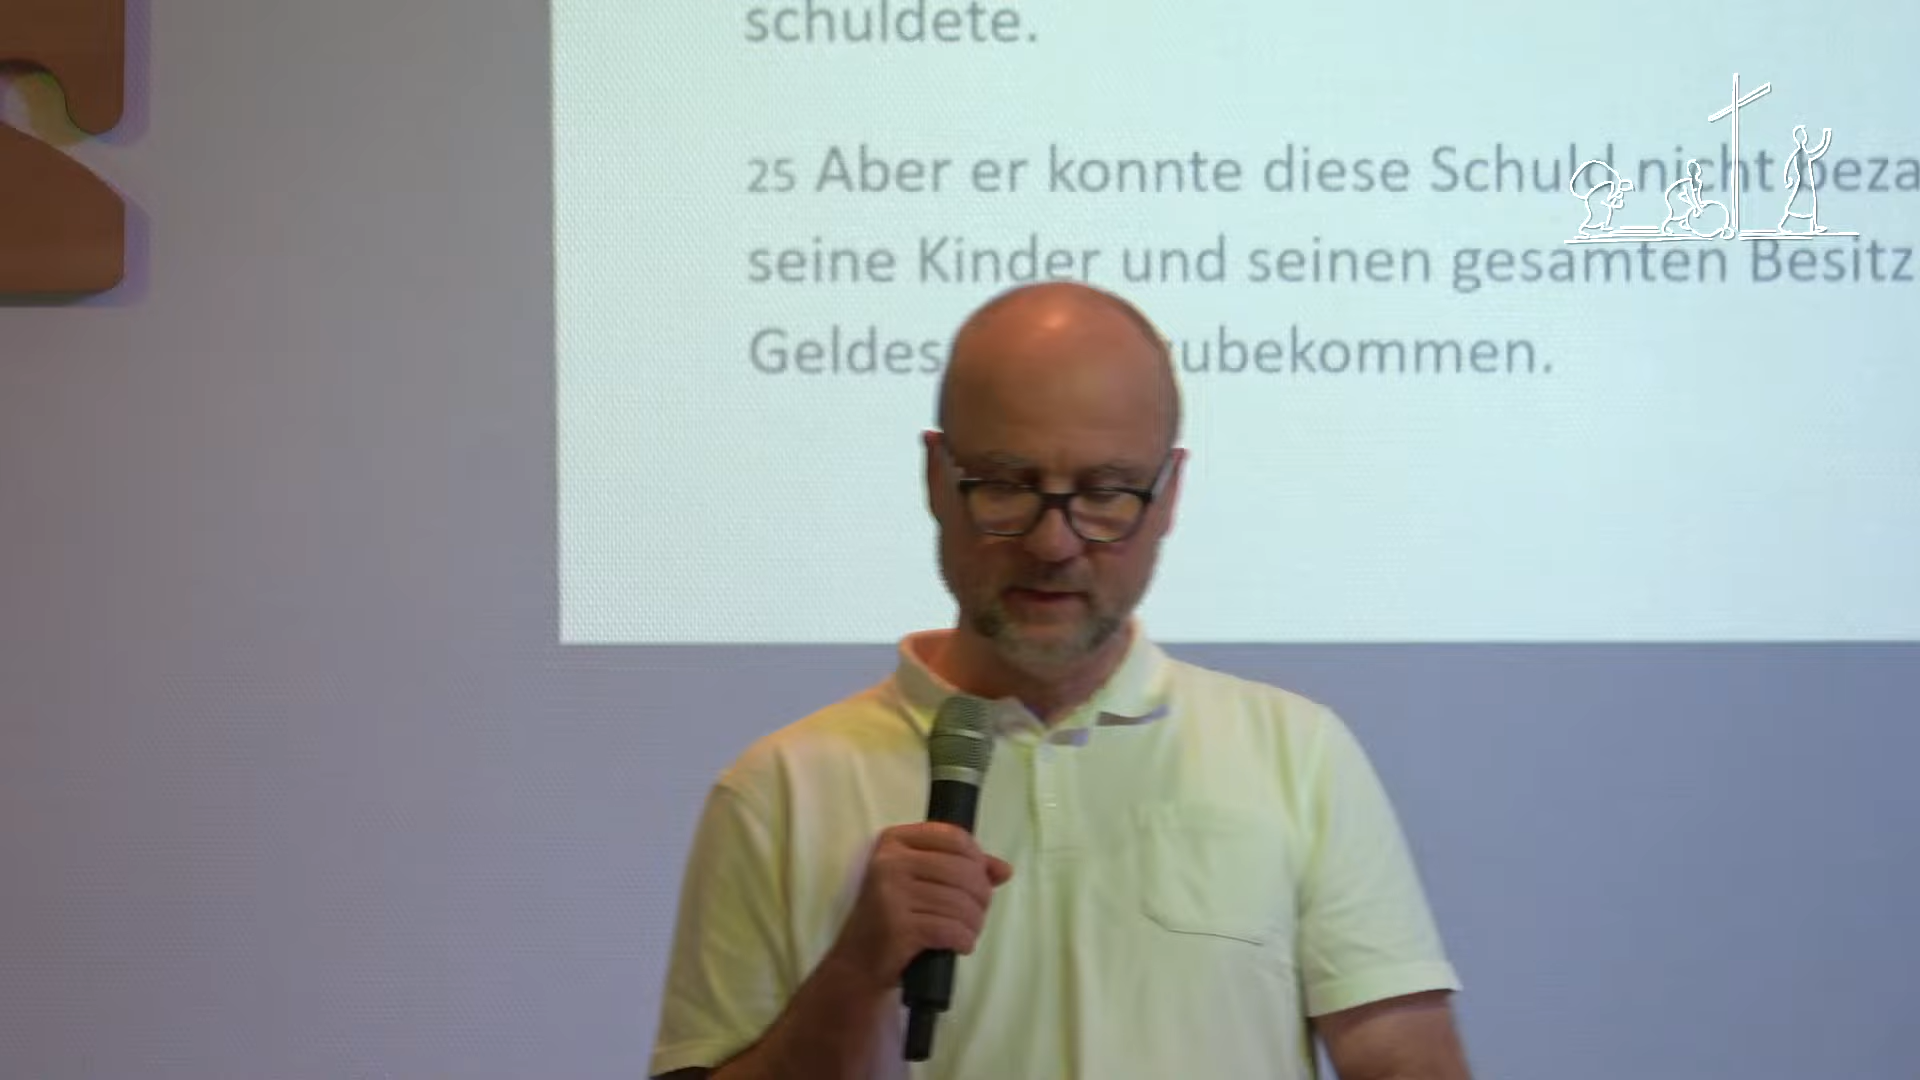 schuldete.
25 Aber er konnte diese Schuld nicht beza
seine Kinder und seinen gesamten Besitz
Geldes ubekommen.